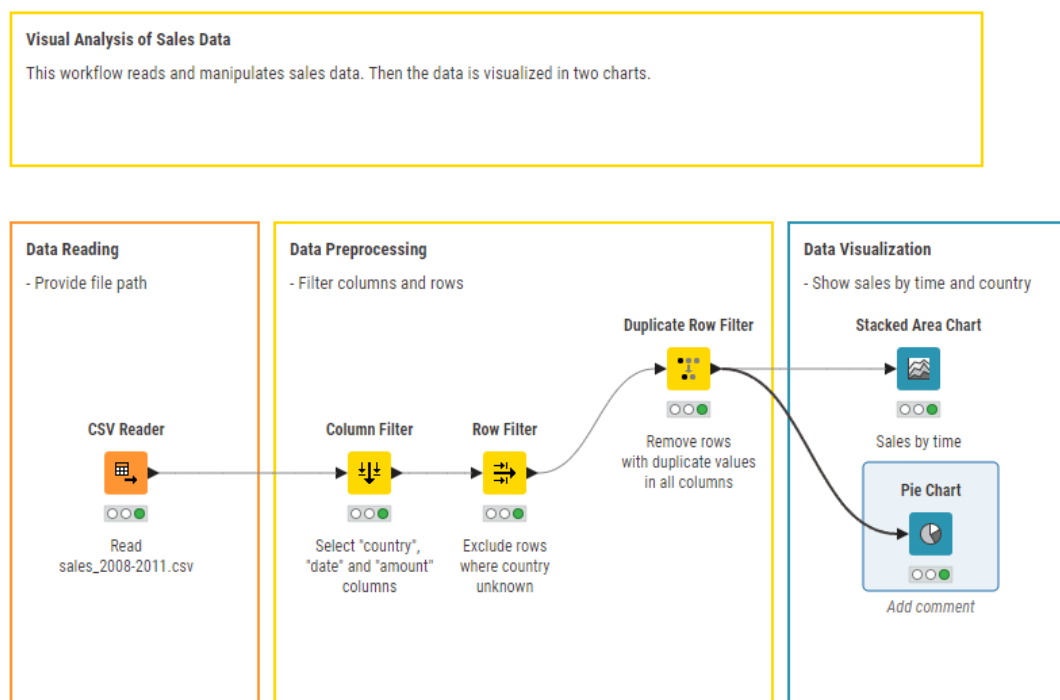 Visual Analysis of Sales Data
This workflow reads and manipulates sales data. Then the data is visualized in two charts.
Data Reading
- Provide file path
CSV Reader
Read
sales_2008-2011.csv
Data Preprocessing
- Filter columns and rows
Column Filter
Select "country",
"date" and "amount"
columns
Row Filter
Exclude rows
where country
unknown
Duplicate Row Filter
Remove rows
with duplicate values
in all columns
Data Visualization
- Show sales by time and country
Stacked Area Chart
Sales by time
Pie Chart
Add comment